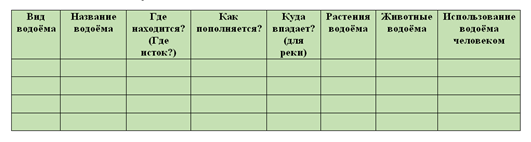 Вид водоёма
Название водоёма
Где находится? (Где исток?)
Как пополняется?
Куда впадает? (для реки)
Растения водоёма
Животные водоёма
Использование водоёма человеком